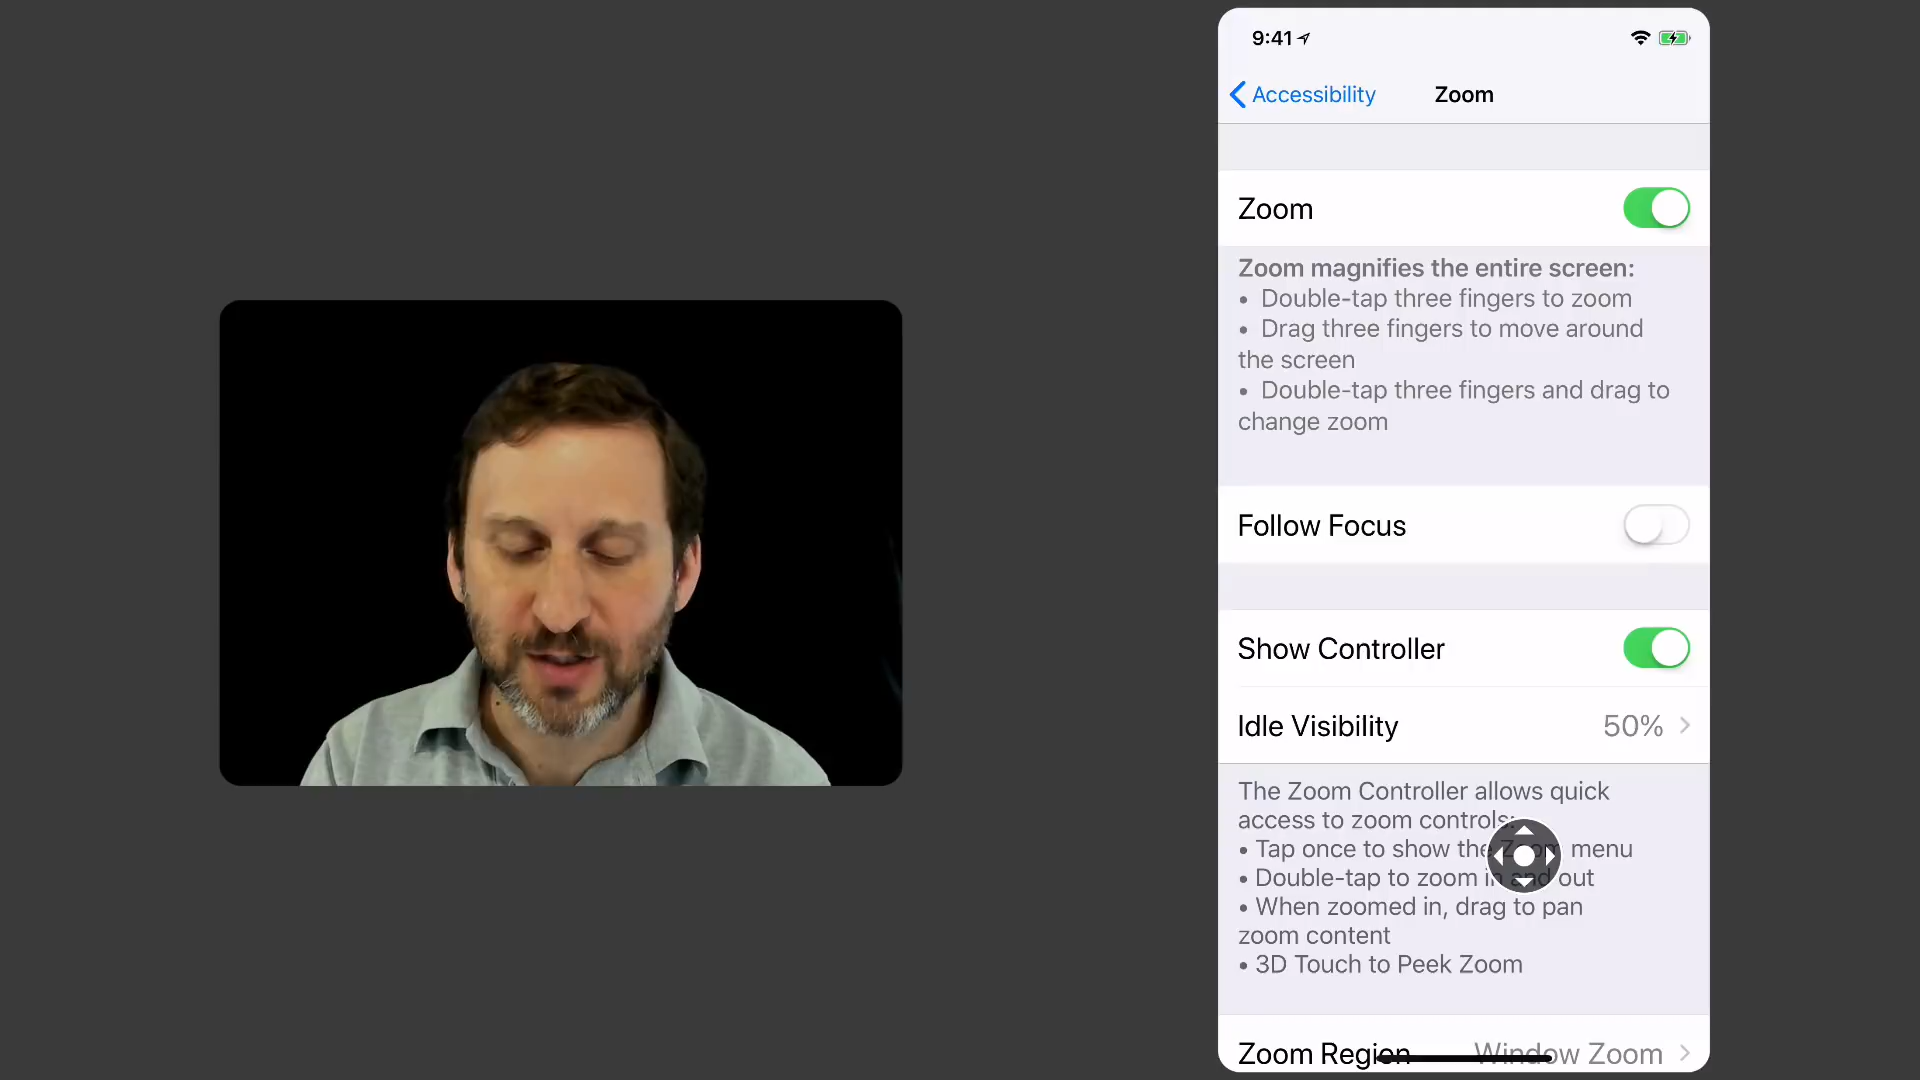 9:41
Accessibility
Zoom
Zoom
Zoom magnifies the entire screen:
• Double-tap three fingers to zoom
• Drag three fingers to move around
the screen
• Double-tap three fingers and drag to
change zoom
Follow Focus
Show Controller
Idle Visibility 50%
The Zoom Controller allows quick
access to zoom controls:
• Tap once to show the Zoom menu
• Double-tap to zoom in and out
• When zoomed in, drag to pan
zoom content
• 3D Touch to Peek Zoom
Zoom Region Window Zoom